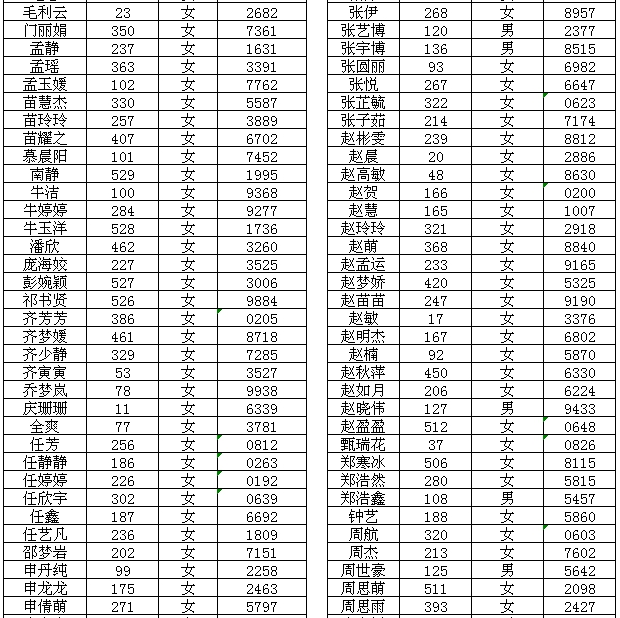 毛利云 23 女 2682
门丽娟 350 女 7361
孟静 237 女 1631
孟瑶 363 女 3391
孟玉媛 102 女 7762
苗慧杰 330 女 5587
苗玲玲 257 女 3889
苗耀之 407 女 6702
慕晨阳 101 女 7452
南静 529 女 1995
牛洁 100 女 9368
牛婷婷 284 女 9277
牛玉洋 528 女 1736
潘欣 462 女 3260
庞海姣 227 女 3525
彭婉颖 527 女 3006
祁书贤 526 女 9884
齐芳芳 386 女 0205
齐梦媛 461 女 8718
齐少静 329 女 7285
齐寅寅 53 女 3527
乔梦岚 78 女 9938
庆珊珊 11 女 6339
全爽 77 女 3781
任芳 256 女 0812
任静静 186 女 0263
任婷婷 226 女 0192
任欣宇 302 女 0639
任鑫 187 女 6692
任艺凡 236 女 1809
邵梦岩 202 女 7151
申丹纯 99 女 2258
申龙龙 175 女 2463
申倩萌 271 女 5797
张伊 268 女 8957
张艺博 120 男 2377
张宇博 136 男 8515
张圆丽 93 女 6982
张悦 267 女 6647
张芷毓 322 女 0623
张子茹 214 女 7174
赵彬雯 239 女 8812
赵晨 20 女 2886
赵高敏 48 女 8630
赵贺 166 女 0200
赵慧 165 女 1007
赵玲玲 321 女 2918
赵萌 368 女 8840
赵孟运 233 女 9165
赵梦娇 420 女 5325
赵苗苗 247 女 9190
赵敏 17 女 3376
赵明杰 167 女 6802
赵楠 92 女 5870
赵秋萍 450 女 6330
赵如月 206 女 6224
赵晓伟 127 男 9433
赵盈盈 512 女 0648
甄瑞花 37 女 0826
郑寒冰 506 女 8115
郑浩然 280 女 5815
郑浩鑫 108 男 5457
钟艺 188 女 5860
周航 320 女 0603
周杰 213 女 7602
周世豪 125 男 5642
周思萌 511 女 2098
周思雨 393 女 2427